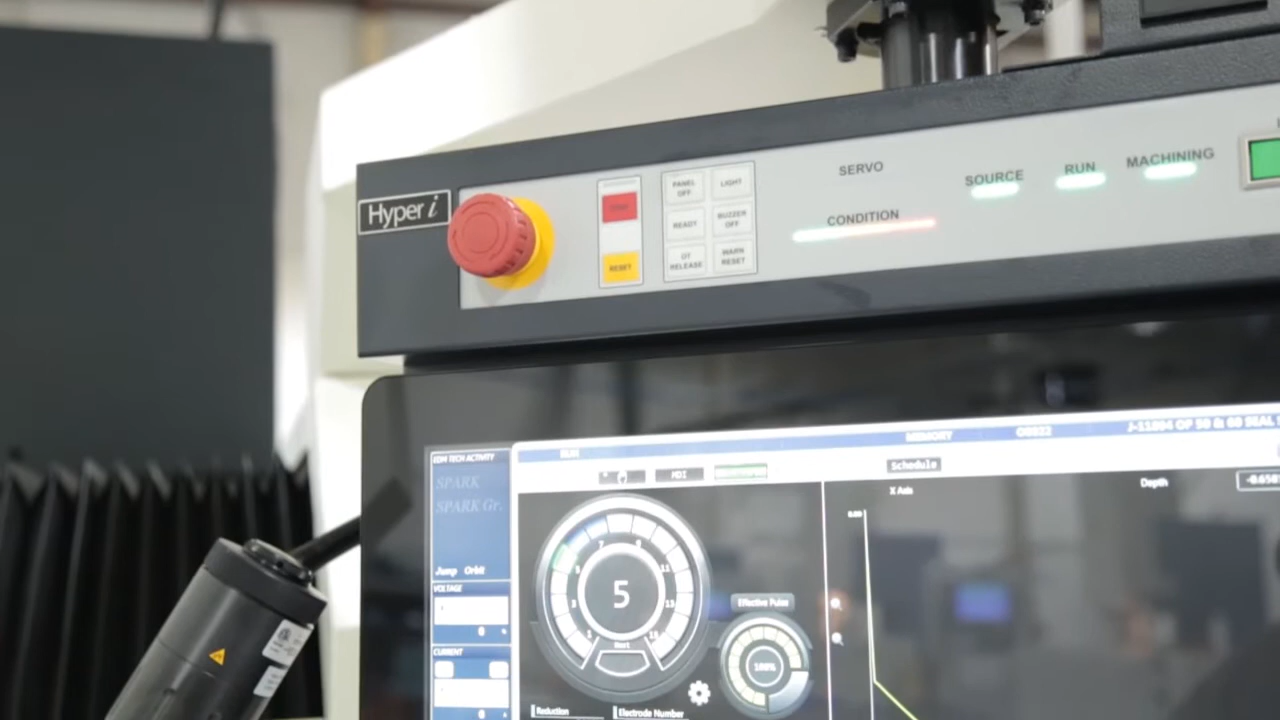 Hyper i
RESET
PANEL OFF
LIGHT
READY
BUZZER OFF
OT RELEASE
WARN RESET
SERVO
CONDITION
SOURCE
RUN
MACHINING
EDM TECH ACTIVITY
SPARK
SPARK Gr.
Jump Orbit
VOLTAGE
CURRENT
RUN
MEMORY
MDI
Schedule
X Axis
Depth
5
Effective Pulse
100%
Reduction
Electrode Number